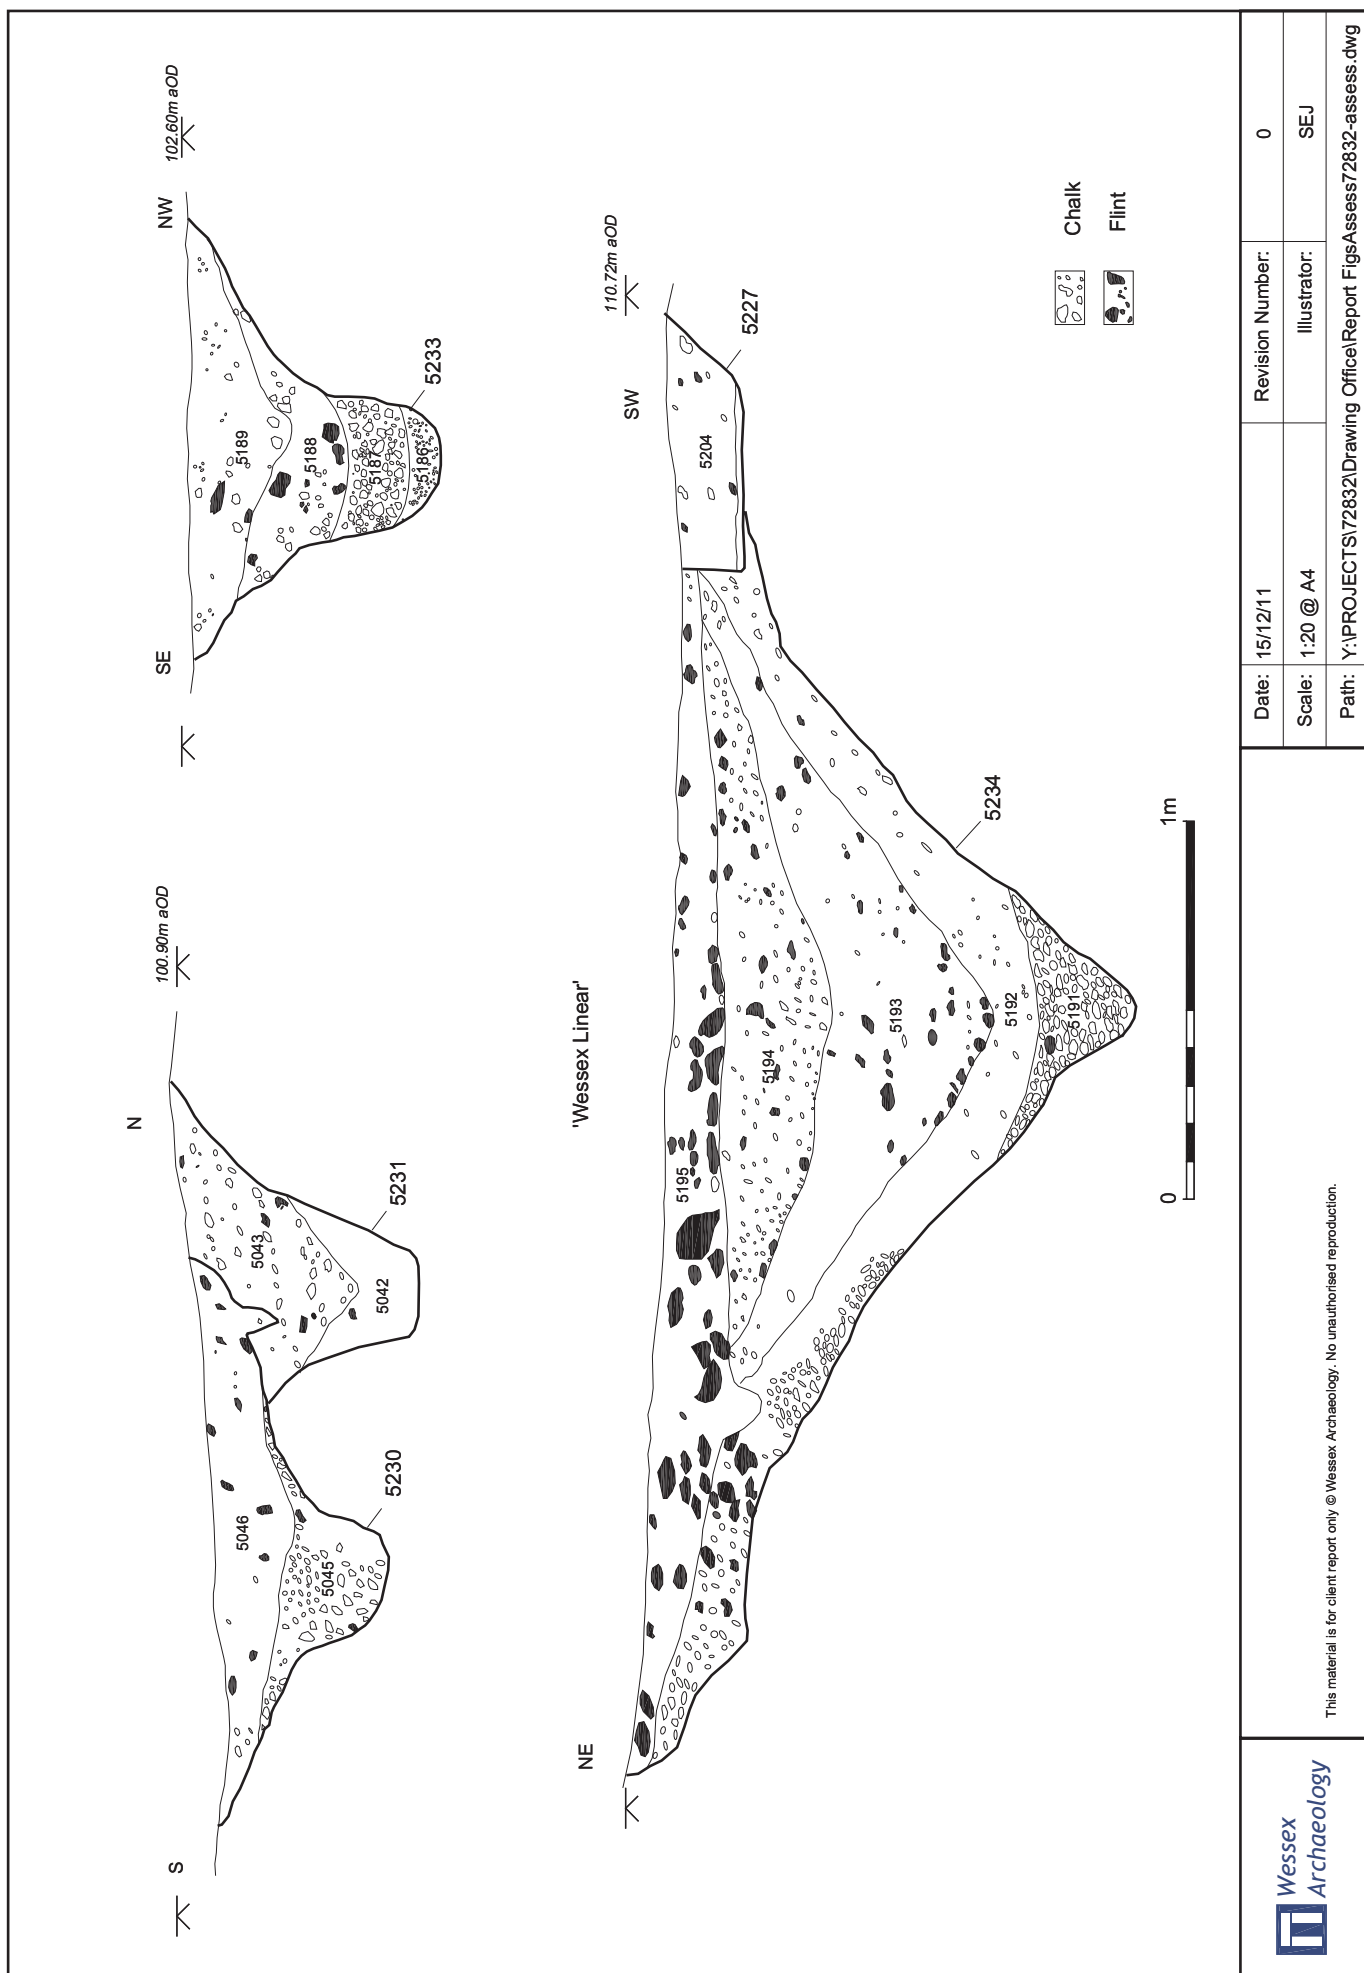 S
N
100.90m aOD
5046
5045
5230
5043
5042
5231
SE
NW
102.60m aOD
5189
5188
5187
5186
5233
'Wessex Linear'
NE
SW
110.72m aOD
5195
5194
5193
5192
5191
5204
5227
5234
0
1m
Chalk
Flint
Wessex
Archaeology
This material is for client report only © Wessex Archaeology. No unauthorised reproduction.
Date: 15/12/11 Revision Number: 0
Scale: 1:20 @ A4 Illustrator: SEJ
Path: Y:\PROJECTS\72832\Drawing Office\Report FigsAssess72832-assess.dwg